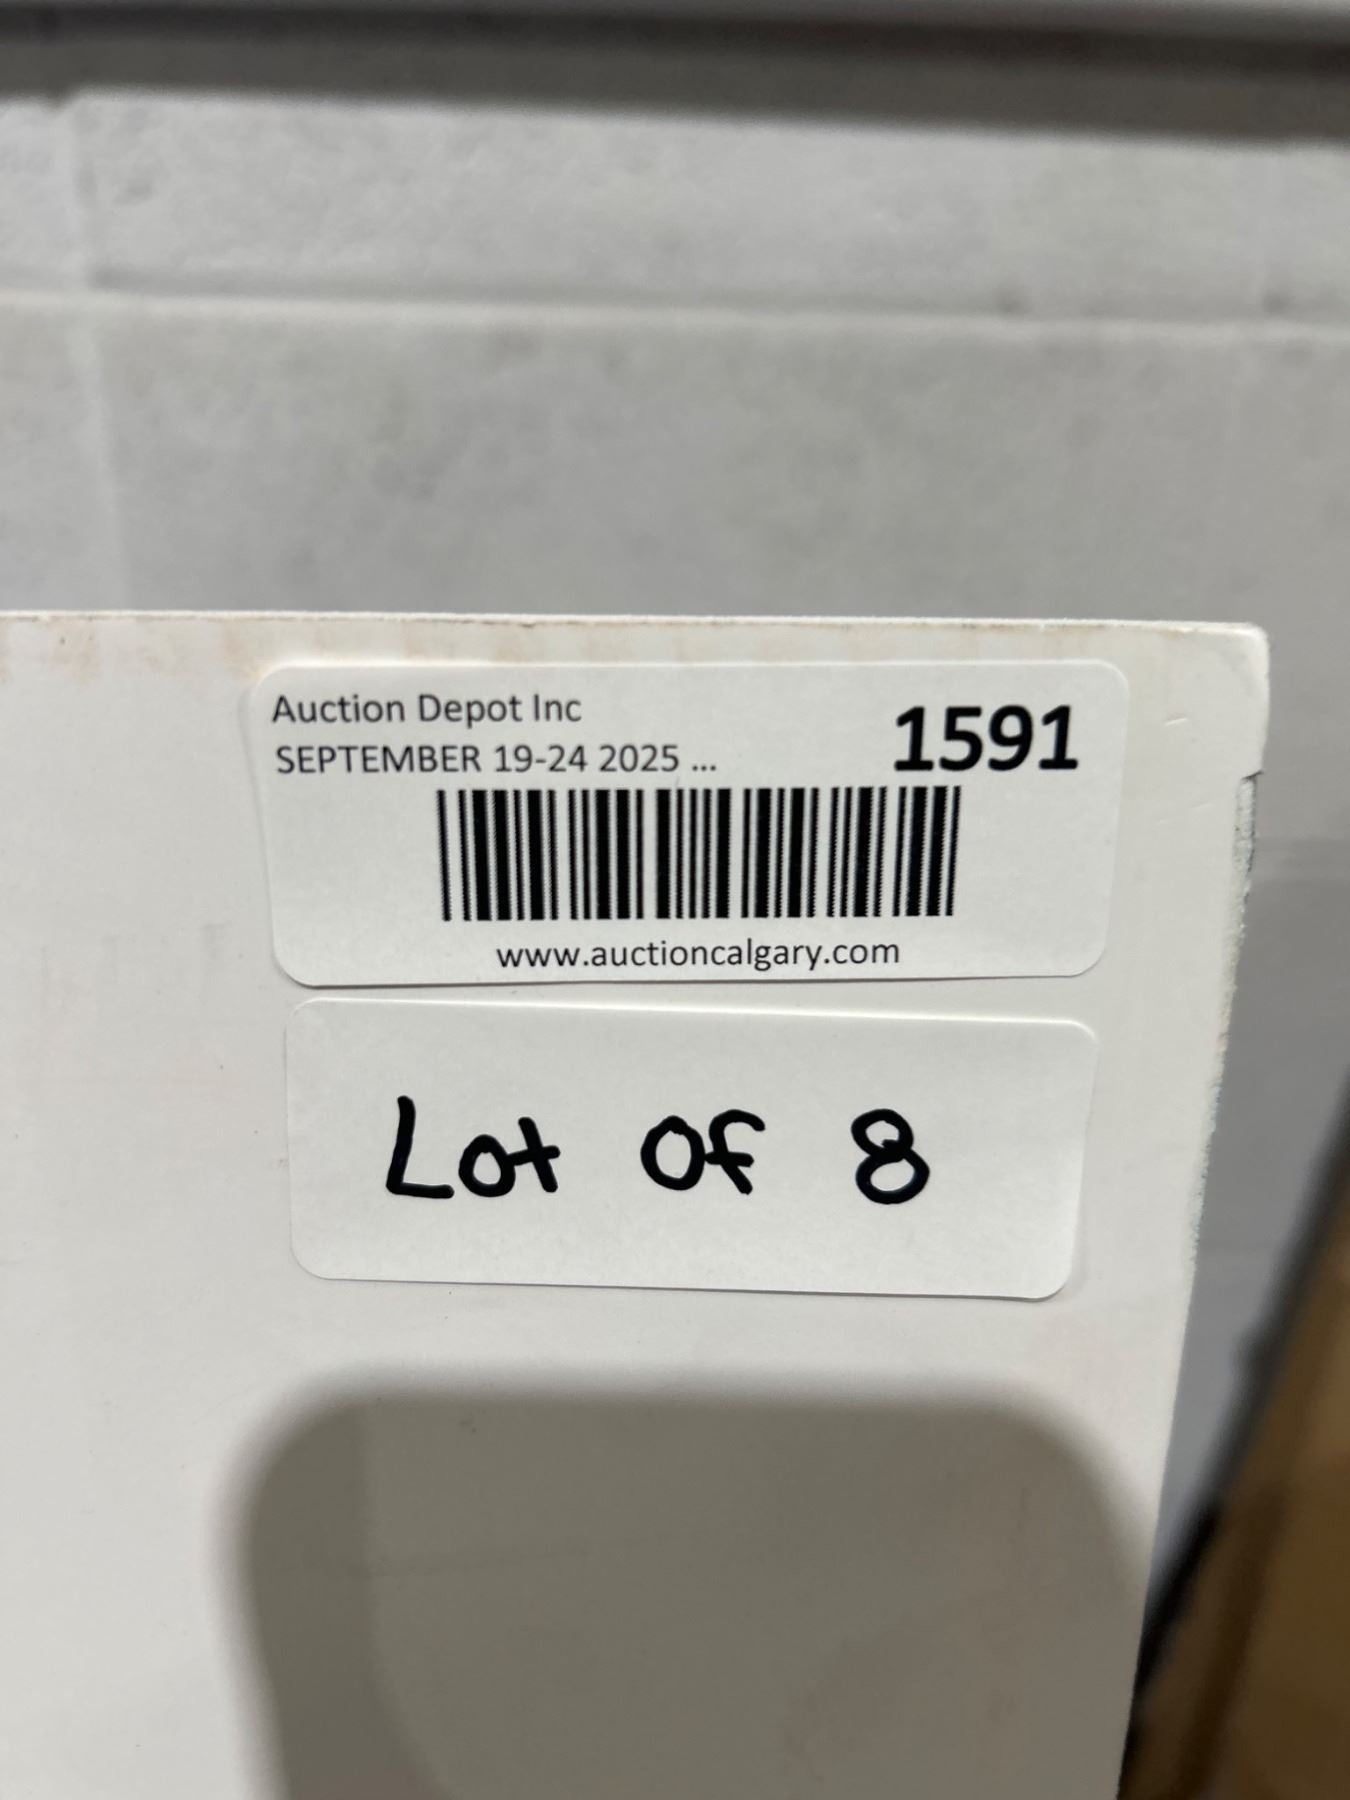 Auction Depot Inc
SEPTEMBER 19-24 2025 ...
1591
www.auctioncalgary.com
Lot Of 8